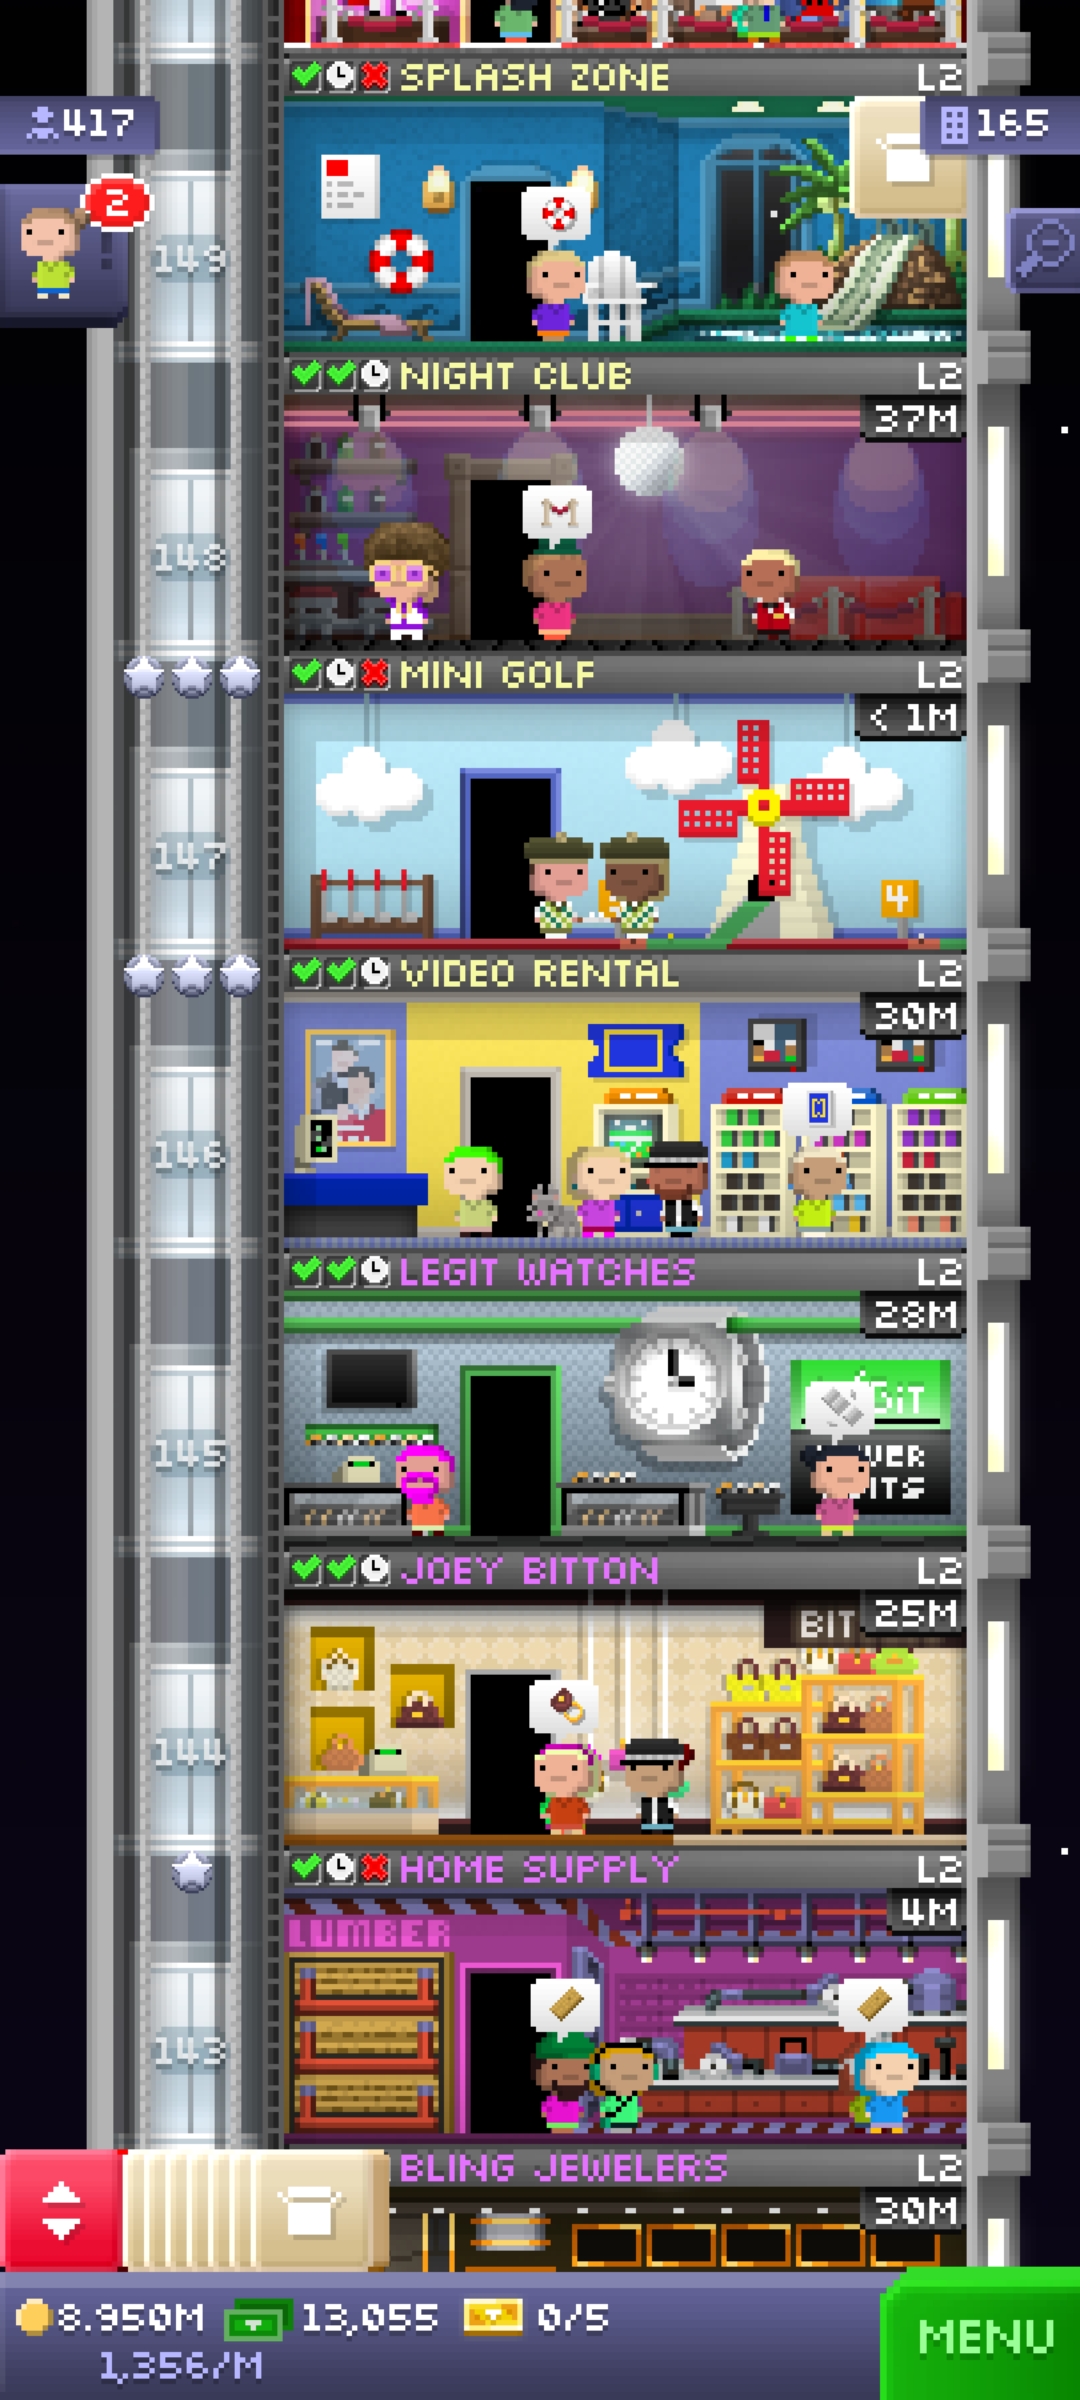 SPLASH ZONE L2
417
165
2
149
NIGHT CLUB L2
37M
M
148
MINI GOLF L2
< 1M
147
4
VIDEO RENTAL L2
30M
146
LEGIT WATCHES L2
28M
145
JOEY BITTON L2
BIT
25M
144
HOME SUPPLY L2
LUMBER
4M
143
BLING JEWELERS L2
30M
8.950M 13,055 0/5
1,356/M
MENU